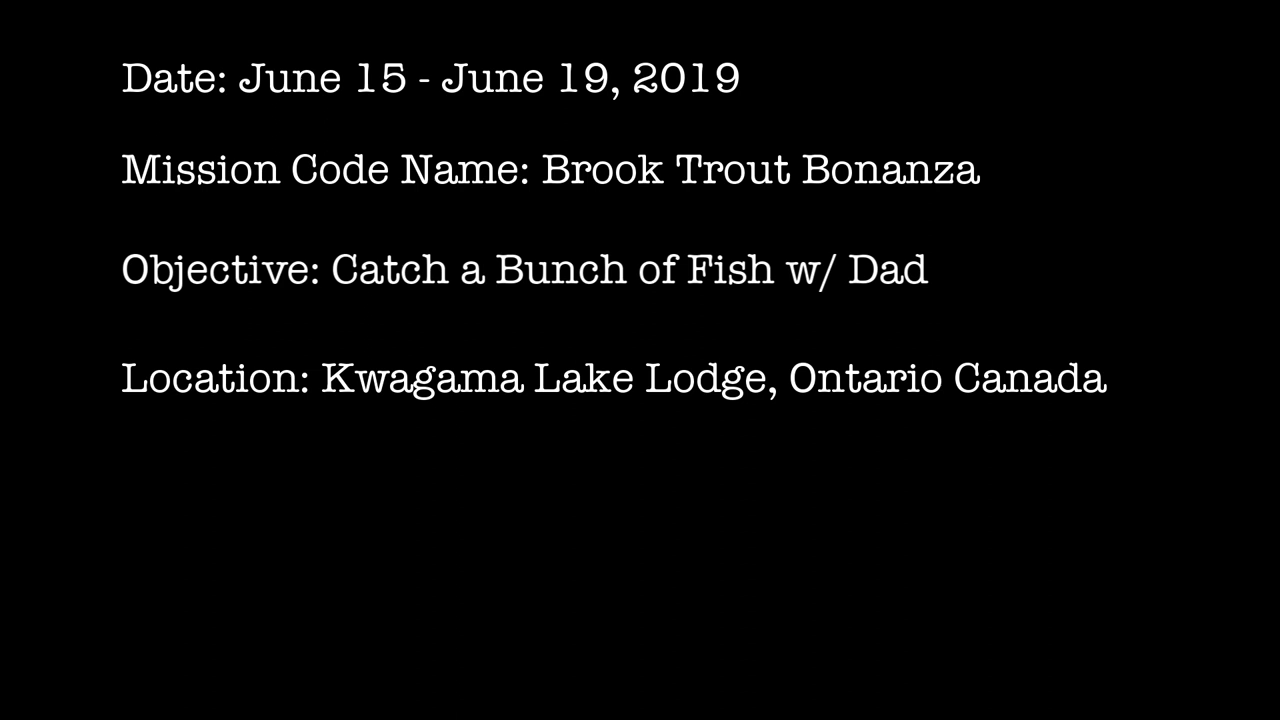 Date: June 15 - June 19, 2019
Mission Code Name: Brook Trout Bonanza
Objective: Catch a Bunch of Fish w/ Dad
Location: Kwagama Lake Lodge, Ontario Canada